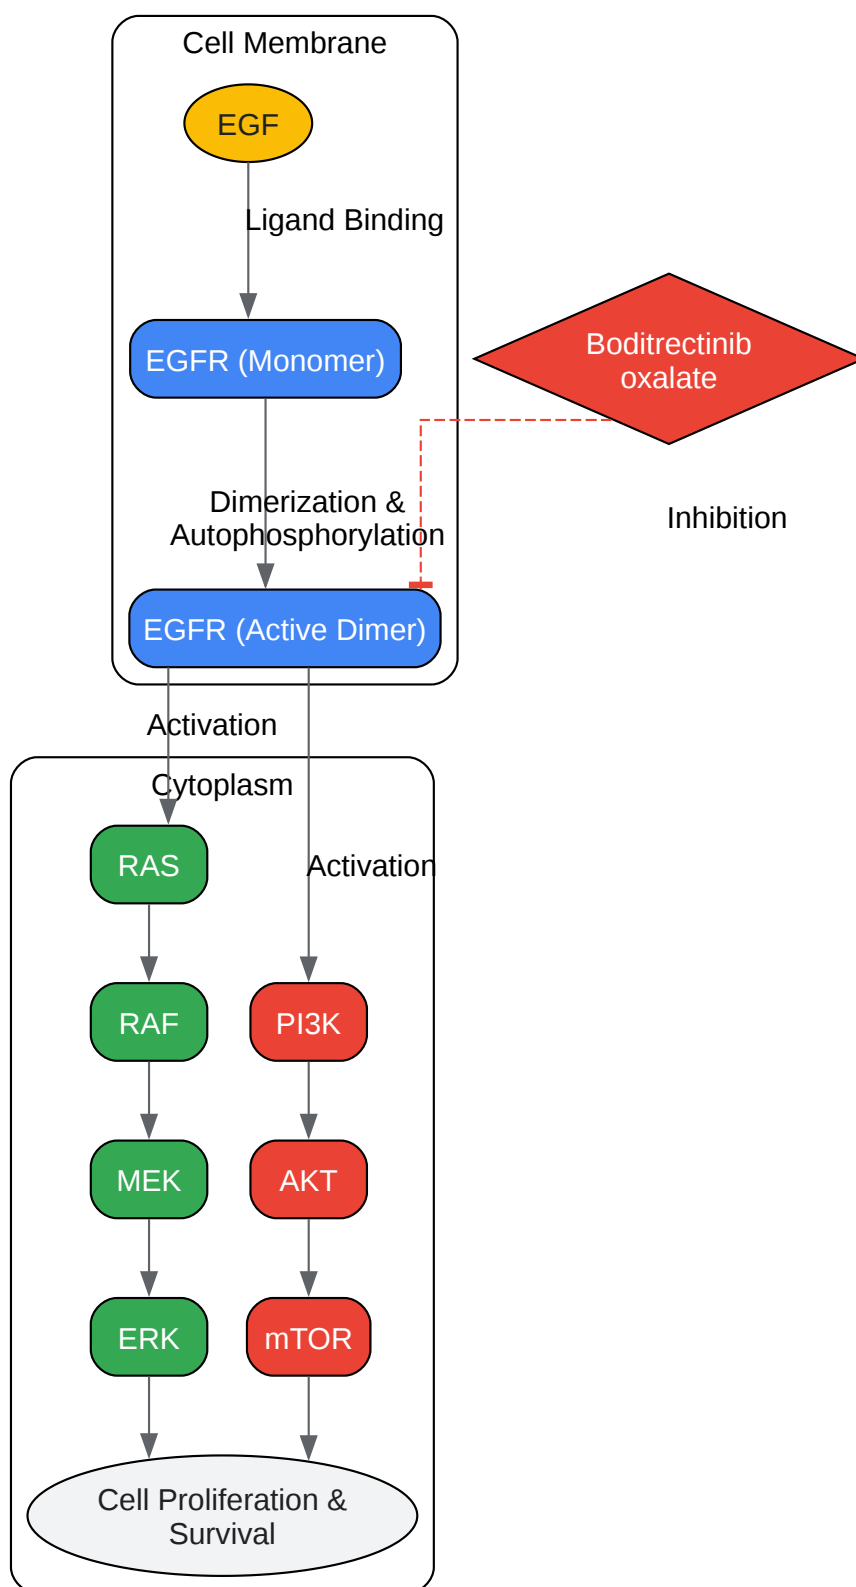 Cell Membrane
EGF
Ligand Binding
EGFR (Monomer)
Boditrectinib
oxalate
Dimerization &
Autophosphorylation
Inhibition
EGFR (Active Dimer)
Activation
Cytoplasm
RAS
Activation
RAF
PI3K
MEK
AKT
ERK
mTOR
Cell Proliferation &
Survival